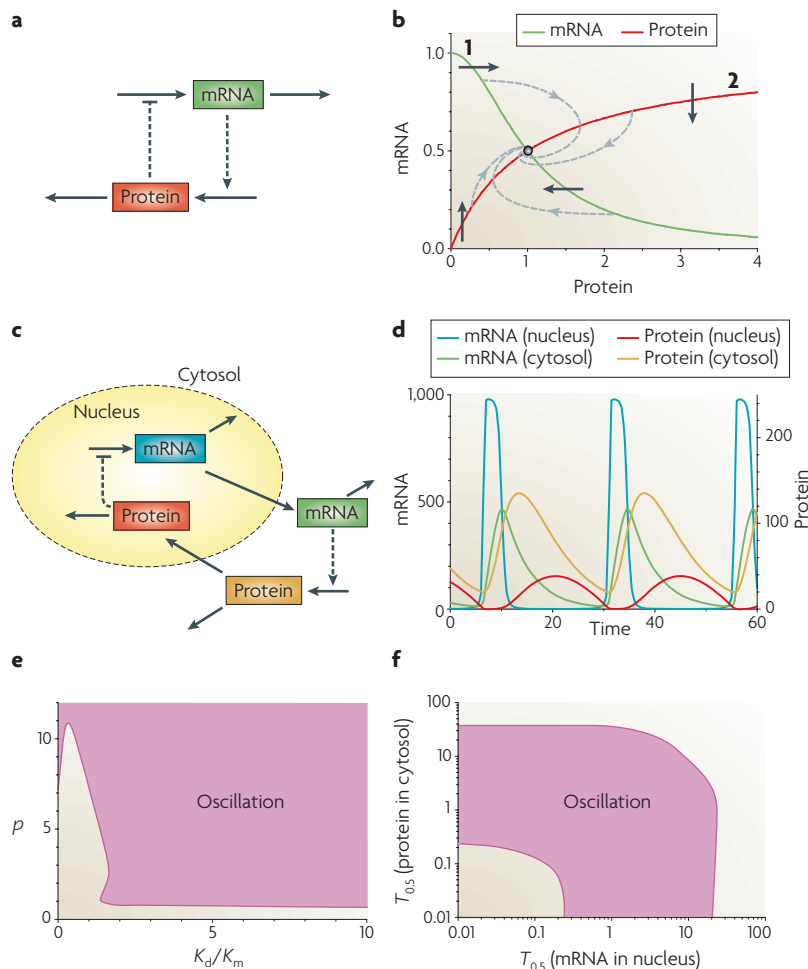 a
mRNA
Protein
b
mRNA
Protein
1
2
1.0
0.5
0.0
mRNA
0
1
2
3
4
Protein
c
Cytosol
Nucleus
mRNA
Protein
mRNA
Protein
d
mRNA (nucleus)
Protein (nucleus)
mRNA (cytosol)
Protein (cytosol)
1,000
500
0
mRNA
200
100
0
Protein
0
20
40
60
Time
e
10
5
0
p
Oscillation
0
5
10
Kd/Km
f
100
10
1
0.1
0.01
T0.5 (protein in cytosol)
Oscillation
0.01
0.1
1
10
100
T0.5 (mRNA in nucleus)